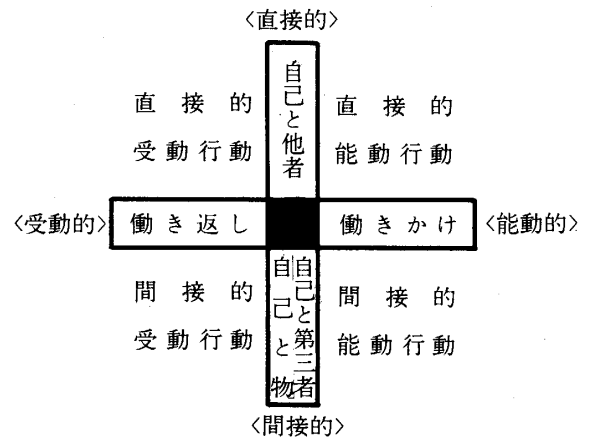 〈直接的〉
自己と他者
直接的
受動行動
直接的
能動行動
〈受動的〉
働き返し
働きかけ
〈能動的〉
自己と第三者
自己と物
間接的
受動行動
間接的
能動行動
〈間接的〉